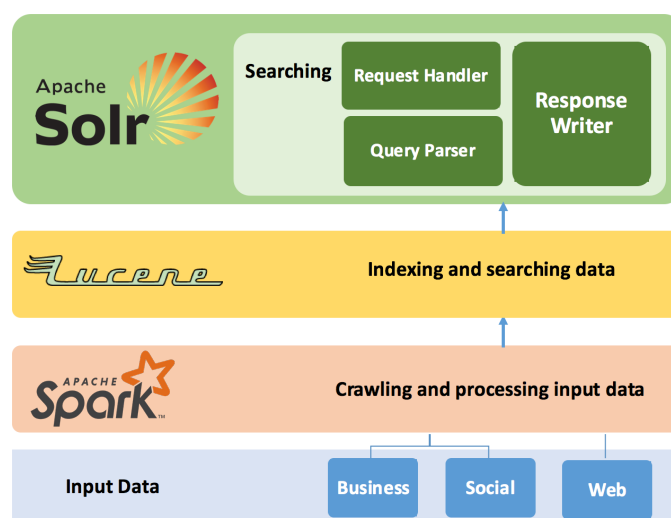 Apache
Solr
Searching
Request Handler
Query Parser
Response
Writer
Lucene
Indexing and searching data
APACHE
Spark™
Crawling and processing input data
Input Data
Business
Social
Web